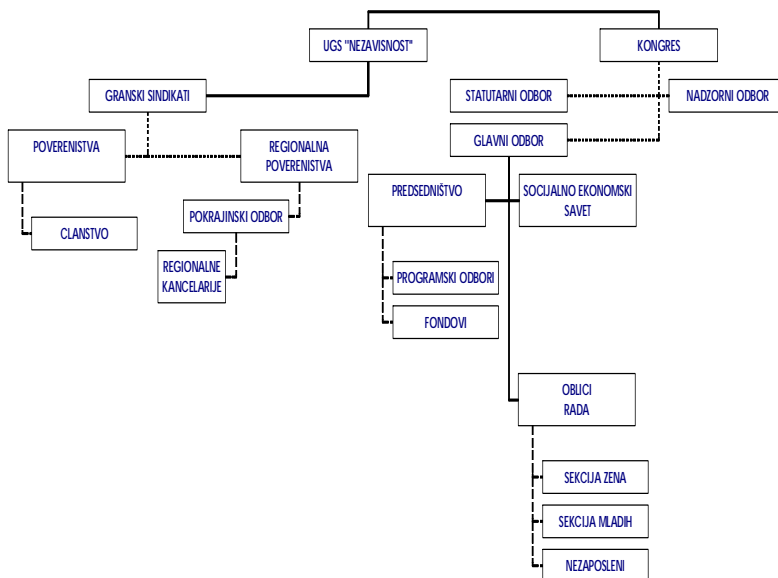 UGS "NEZAVISNOST"
KONGRES
GRANSKI SINDIKATI
STATUTARNI ODBOR
NADZORNI ODBOR
POVERENISTVA
REGIONALNA
POVERENISTVA
GLAVNI ODBOR
PREDSEDNIŠTVO
SOCIJALNO EKONOMSKI
SAVET
CLANSTVO
POKRAJINSKI ODBOR
REGIONALNE
KANCELARIJE
PROGRAMSKI ODBORI
FONDOVI
OBLICI
RADA
SEKCIJA ZENA
SEKCIJA MLADIH
NEZAPOSLENI